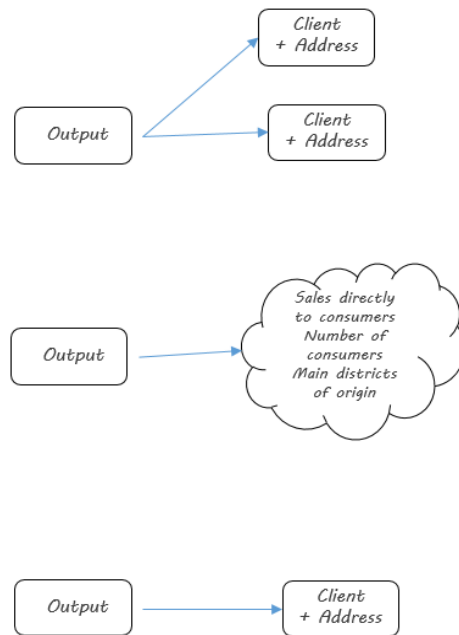 Client
+ Address
Output
Client
+ Address
Sales directly
to consumers
Number of
consumers
Main districts
of origin
Output
Output
Client
+ Address